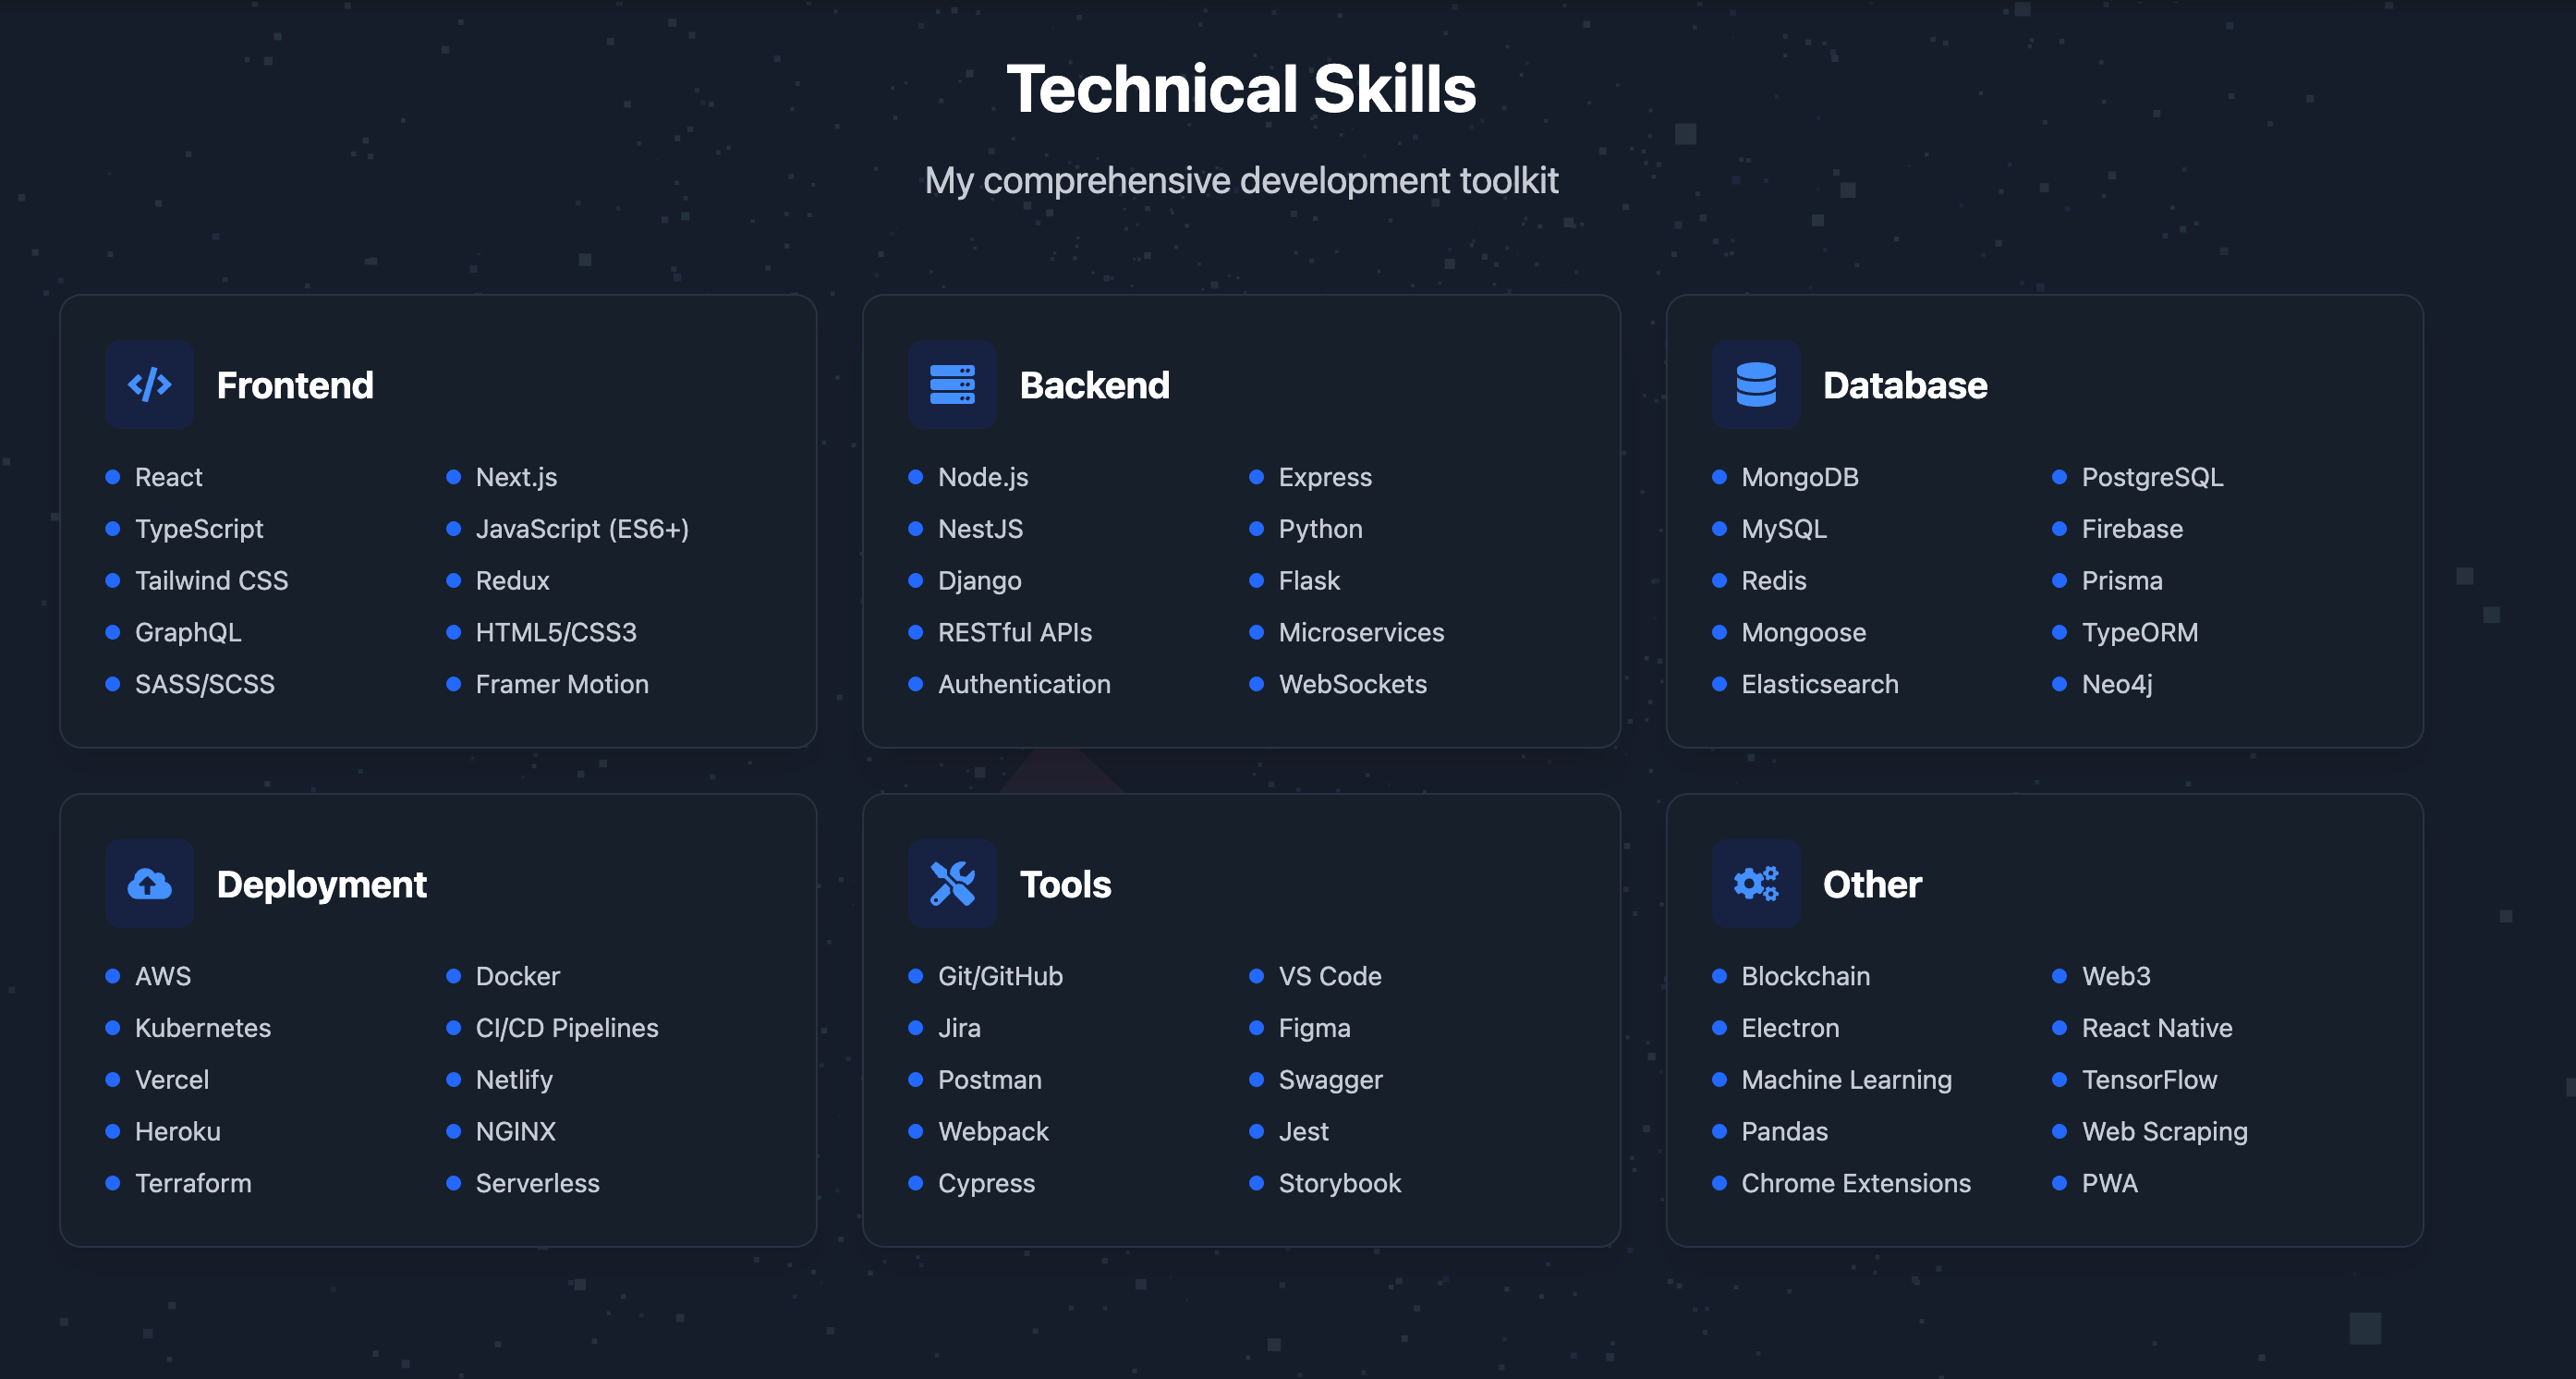 Technical Skills
My comprehensive development toolkit
Frontend
React
Next.js
TypeScript
JavaScript (ES6+)
Tailwind CSS
Redux
GraphQL
HTML5/CSS3
SASS/SCSS
Framer Motion
Backend
Node.js
Express
NestJS
Python
Django
Flask
RESTful APIs
Microservices
Authentication
WebSockets
Database
MongoDB
PostgreSQL
MySQL
Firebase
Redis
Prisma
Mongoose
TypeORM
Elasticsearch
Neo4j
Deployment
AWS
Docker
Kubernetes
CI/CD Pipelines
Vercel
Netlify
Heroku
NGINX
Terraform
Serverless
Tools
Git/GitHub
VS Code
Jira
Figma
Postman
Swagger
Webpack
Jest
Cypress
Storybook
Other
Blockchain
Web3
Electron
React Native
Machine Learning
TensorFlow
Pandas
Web Scraping
Chrome Extensions
PWA